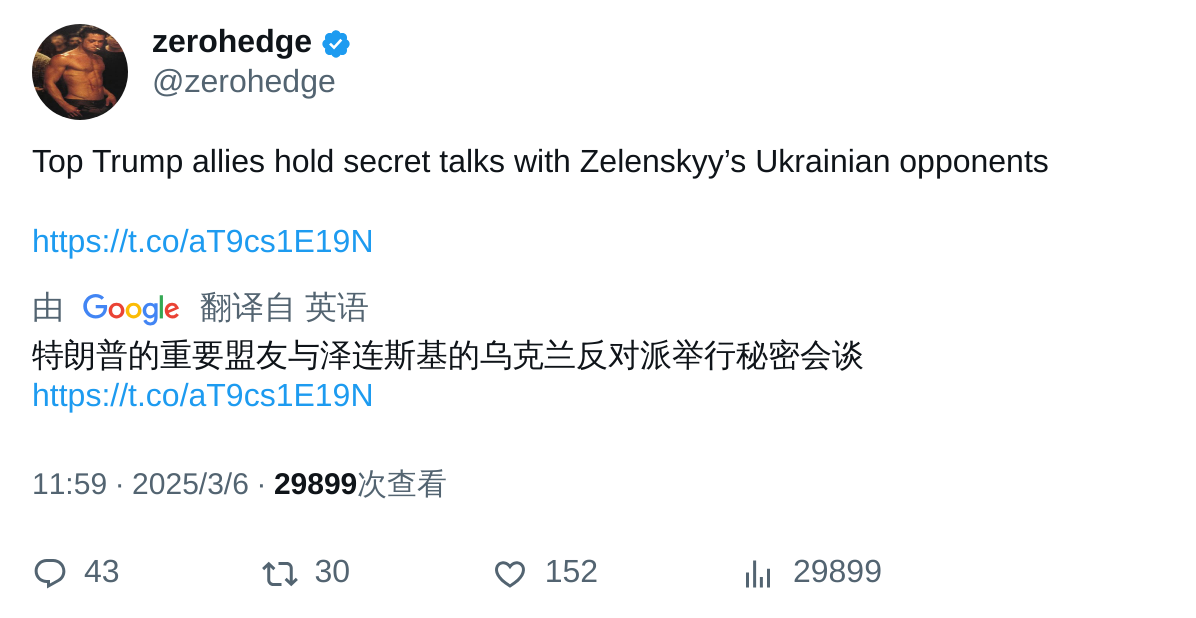 zerohedge
@zerohedge
Top Trump allies hold secret talks with Zelenskyy’s Ukrainian opponents
https://t.co/aT9cs1E19N
由 Google 翻译自 英语
特朗普的重要盟友与泽连斯基的乌克兰反对派举行秘密会谈
https://t.co/aT9cs1E19N
11:59 · 2025/3/6 · 29899次查看
43 30 152 29899